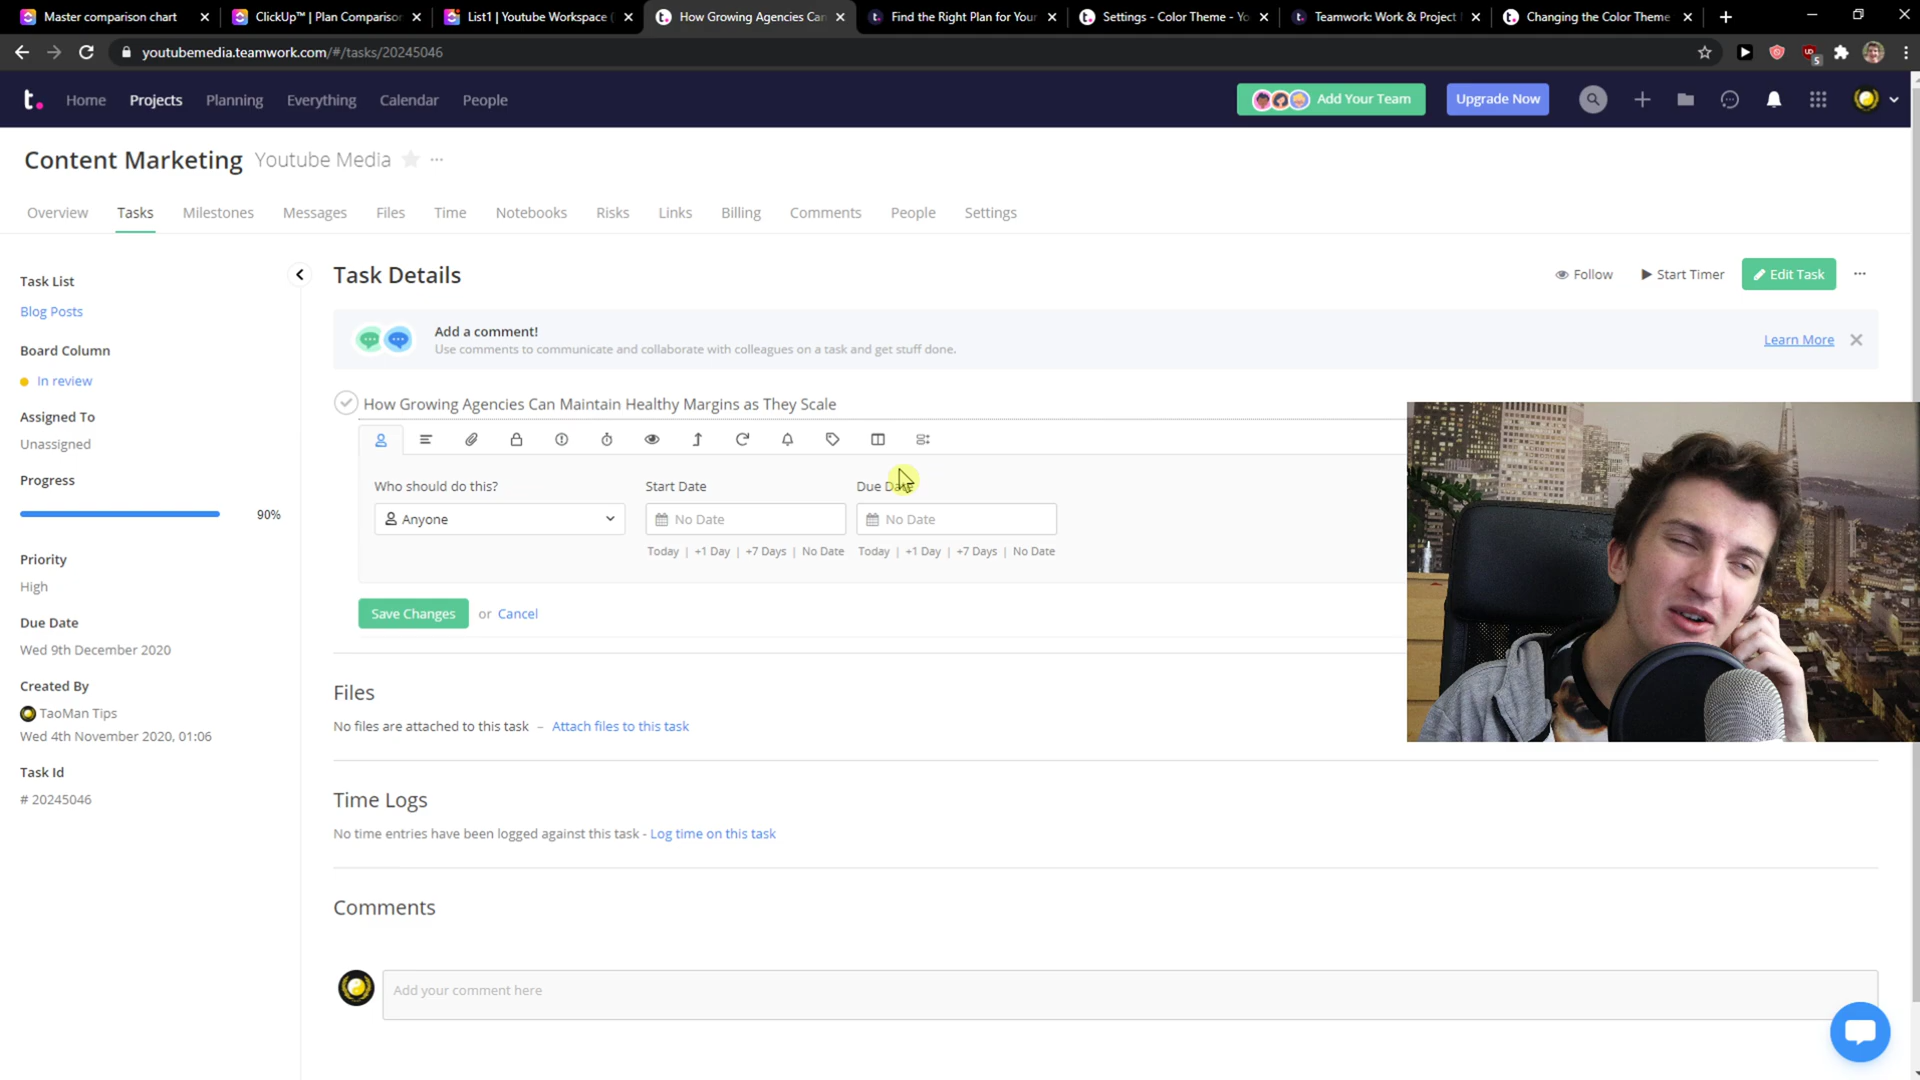 Master comparison chart
ClickUp™ | Plan Comparison
List1 | Youtube Workspace (
How Growing Agencies Can
Find the Right Plan for Your
Settings - Color Theme - Yo
Teamwork: Work & Project
Changing the Color Theme
youtubemedia.teamwork.com/#/tasks/20245046
t.
Home
Projects
Planning
Everything
Calendar
People
Add Your Team
Upgrade Now
Content Marketing Youtube Media
Overview
Tasks
Milestones
Messages
Files
Time
Notebooks
Risks
Links
Billing
Comments
People
Settings
Task List
Blog Posts
Board Column
In review
Assigned To
Unassigned
Progress
90%
Priority
High
Due Date
Wed 9th December 2020
Created By
TaoMan Tips
Wed 4th November 2020, 01:06
Task Id
# 20245046
Task Details
Follow
Start Timer
Edit Task
Add a comment!
Use comments to communicate and collaborate with colleagues on a task and get stuff done.
Learn More
How Growing Agencies Can Maintain Healthy Margins as They Scale
Who should do this?
Anyone
Start Date
No Date
Today | +1 Day | +7 Days | No Date
Due Date
No Date
Today | +1 Day | +7 Days | No Date
Save Changes or Cancel
Files
No files are attached to this task – Attach files to this task
Time Logs
No time entries have been logged against this task - Log time on this task
Comments
Add your comment here